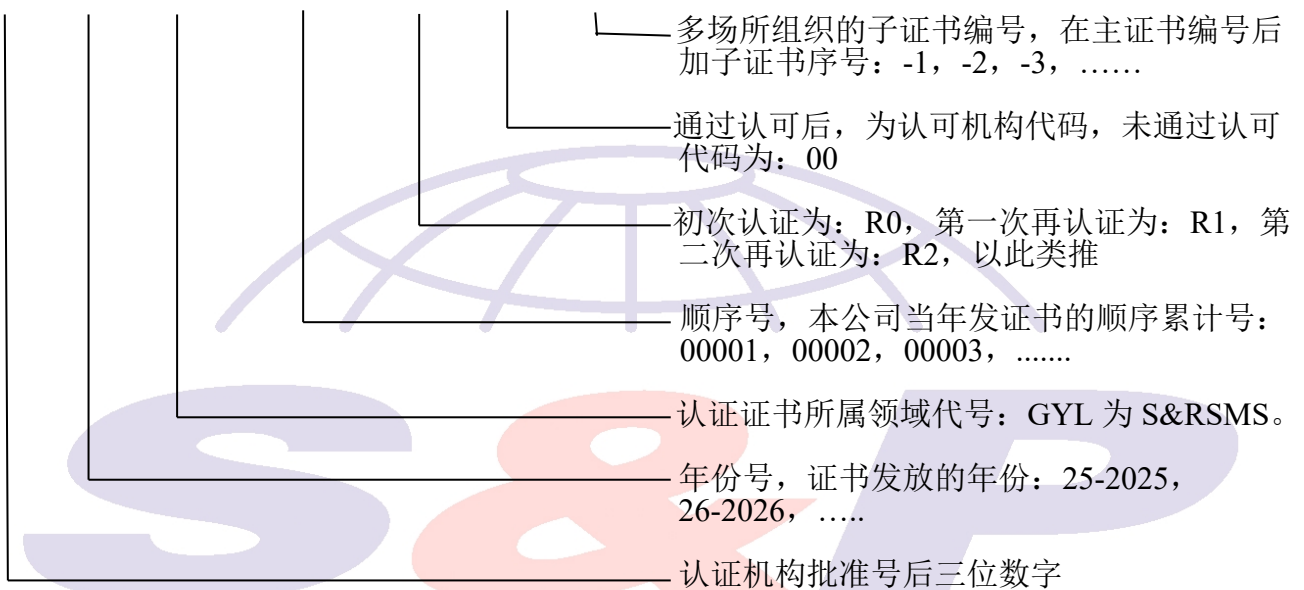 多场所组织的子证书编号，在主证书编号后
加子证书序号：-1，-2，-3，……
通过认可后，为认可机构代码，未通过认可
代码为：00
初次认证为：R0，第一次再认证为：R1，第
二次再认证为：R2，以此类推
顺序号，本公司当年发证书的顺序累计号：
00001，00002，00003，.......
认证证书所属领域代号：GYL 为 S&RSMS。
年份号，证书发放的年份：25-2025，
26-2026，…..
认证机构批准号后三位数字
S&P